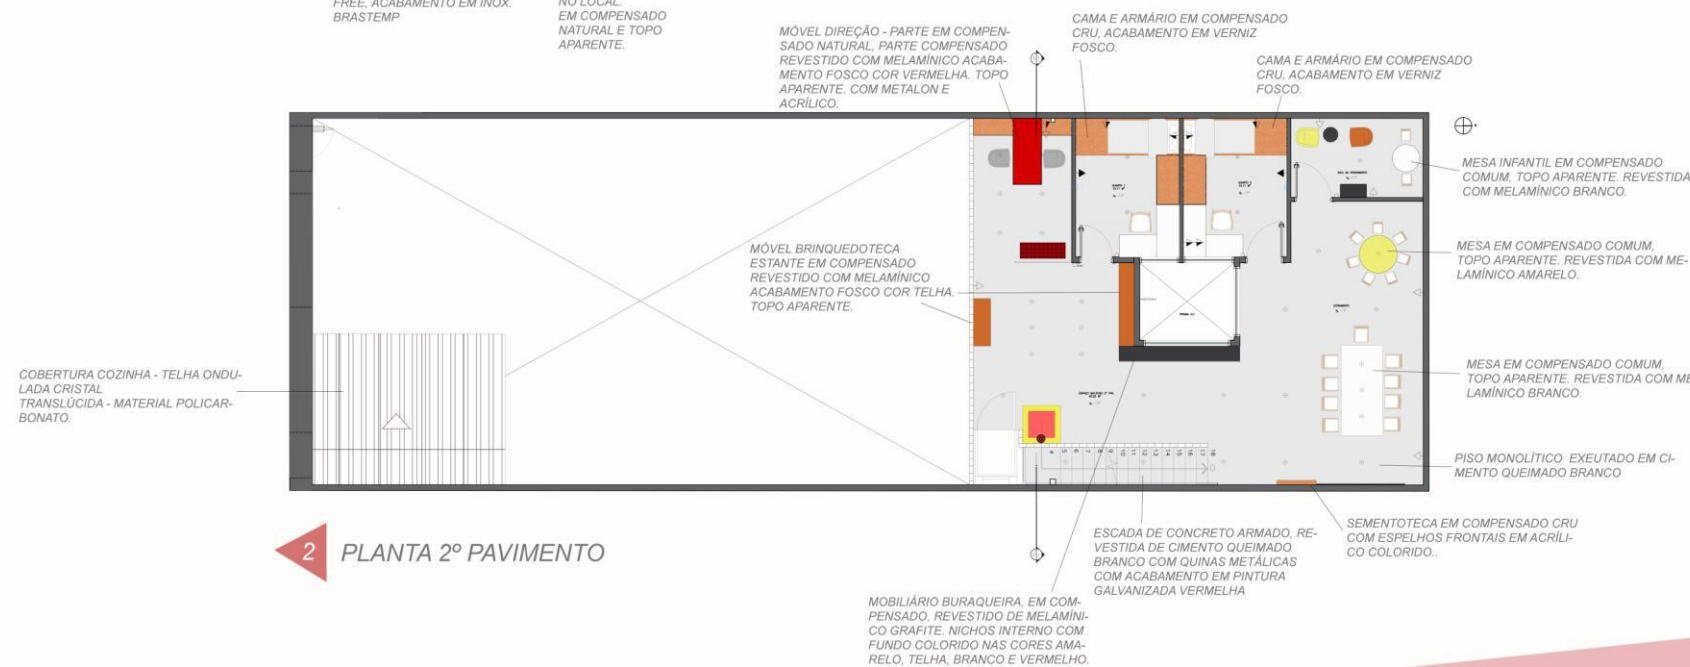 FREE, ACABAMENTO EM INOX.
BRASTEMP
NO LOCAL.
EM COMPENSADO
NATURAL E TOPO
APARENTE.
MÓVEL DIREÇÃO - PARTE EM COMPEN-
SADO NATURAL, PARTE COMPENSADO
REVESTIDO COM MELAMÍNICO ACABA-
MENTO FOSCO COR VERMELHA. TOPO
APARENTE. COM METALON E
ACRÍLICO.
CAMA E ARMÁRIO EM COMPENSADO
CRU, ACABAMENTO EM VERNIZ
FOSCO.
CAMA E ARMÁRIO EM COMPENSADO
CRU, ACABAMENTO EM VERNIZ
FOSCO.
MESA INFANTIL EM COMPENSADO
COMUM, TOPO APARENTE. REVESTIDA
COM MELAMÍNICO BRANCO.
MÓVEL BRINQUEDOTECA
ESTANTE EM COMPENSADO
REVESTIDO COM MELAMÍNICO
ACABAMENTO FOSCO COR TELHA.
TOPO APARENTE.
MESA EM COMPENSADO COMUM,
TOPO APARENTE. REVESTIDA COM ME-
LAMÍNICO AMARELO.
COBERTURA COZINHA - TELHA ONDU-
LADA CRISTAL
TRANSLÚCIDA - MATERIAL POLICAR-
BONATO.
MESA EM COMPENSADO COMUM,
TOPO APARENTE. REVESTIDA COM ME
LAMÍNICO BRANCO.
PISO MONOLÍTICO EXEUTADO EM CI-
MENTO QUEIMADO BRANCO
2 PLANTA 2º PAVIMENTO
ESCADA DE CONCRETO ARMADO, RE-
VESTIDA DE CIMENTO QUEIMADO
BRANCO COM QUINAS METÁLICAS
COM ACABAMENTO EM PINTURA
GALVANIZADA VERMELHA
SEMENTOTECA EM COMPENSADO CRU
COM ESPELHOS FRONTAIS EM ACRÍLI-
CO COLORIDO..
MOBILIÁRIO BURAQUEIRA, EM COM-
PENSADO, REVESTIDO DE MELAMÍNI-
CO GRAFITE. NICHOS INTERNO COM
FUNDO COLORIDO NAS CORES AMA-
RELO, TELHA, BRANCO E VERMELHO.